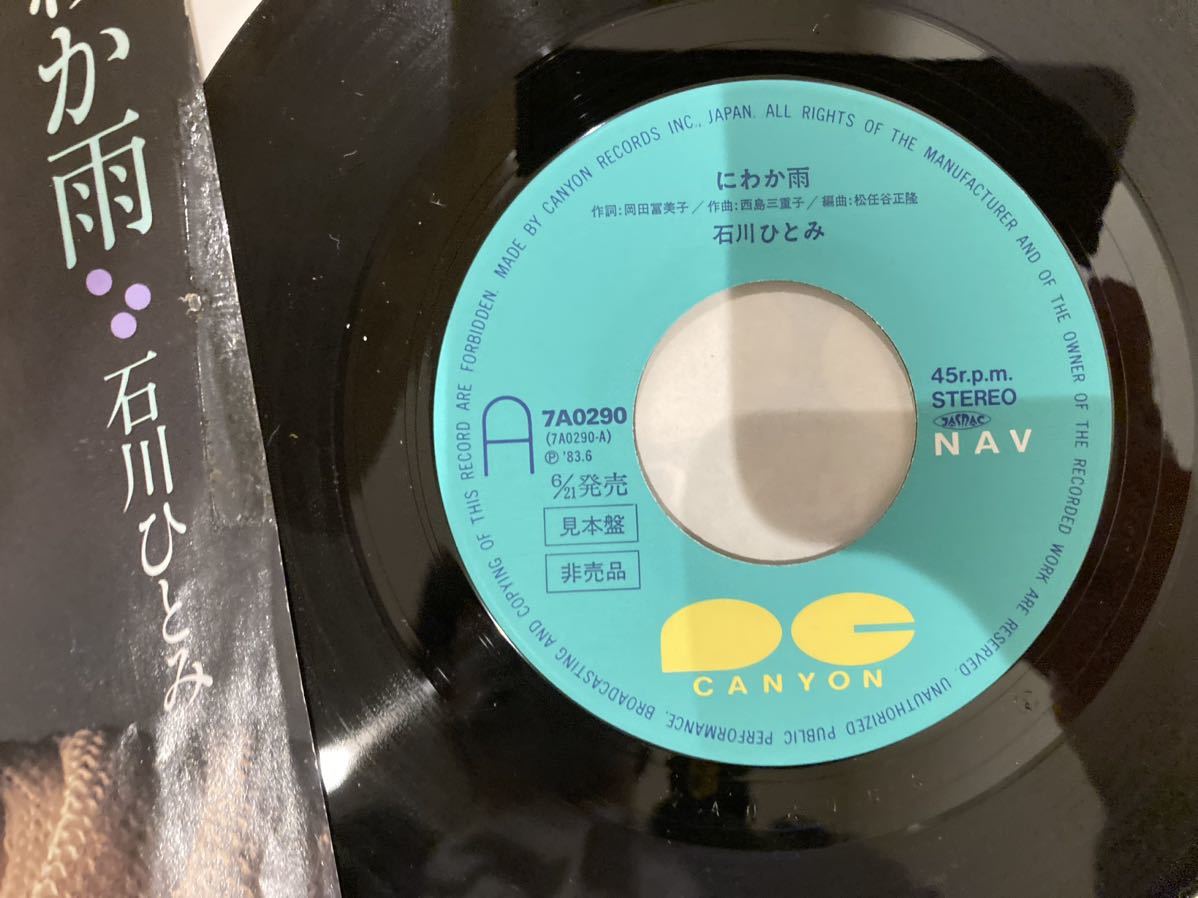 か雨
石川ひとみ
にわか雨
作詞:岡田冨美子/作曲:西島三重子/編曲:松任谷正隆
石川ひとみ
A
7A0290
(7A0290-A)
Ⓟ '83.6
6/21発売
見本盤
非売品
45r.p.m.
STEREO
JASRAC
NAV
CANYON
MADE BY CANYON RECORDS INC., JAPAN. ALL RIGHTS OF THE MANUFACTURER AND OF THE OWNER OF THE RECORDED WORK ARE RESERVED. UNAUTHORIZED PUBLIC PERFORMANCE, BROADCASTING AND COPYING OF THIS RECORD ARE FORBIDDEN.